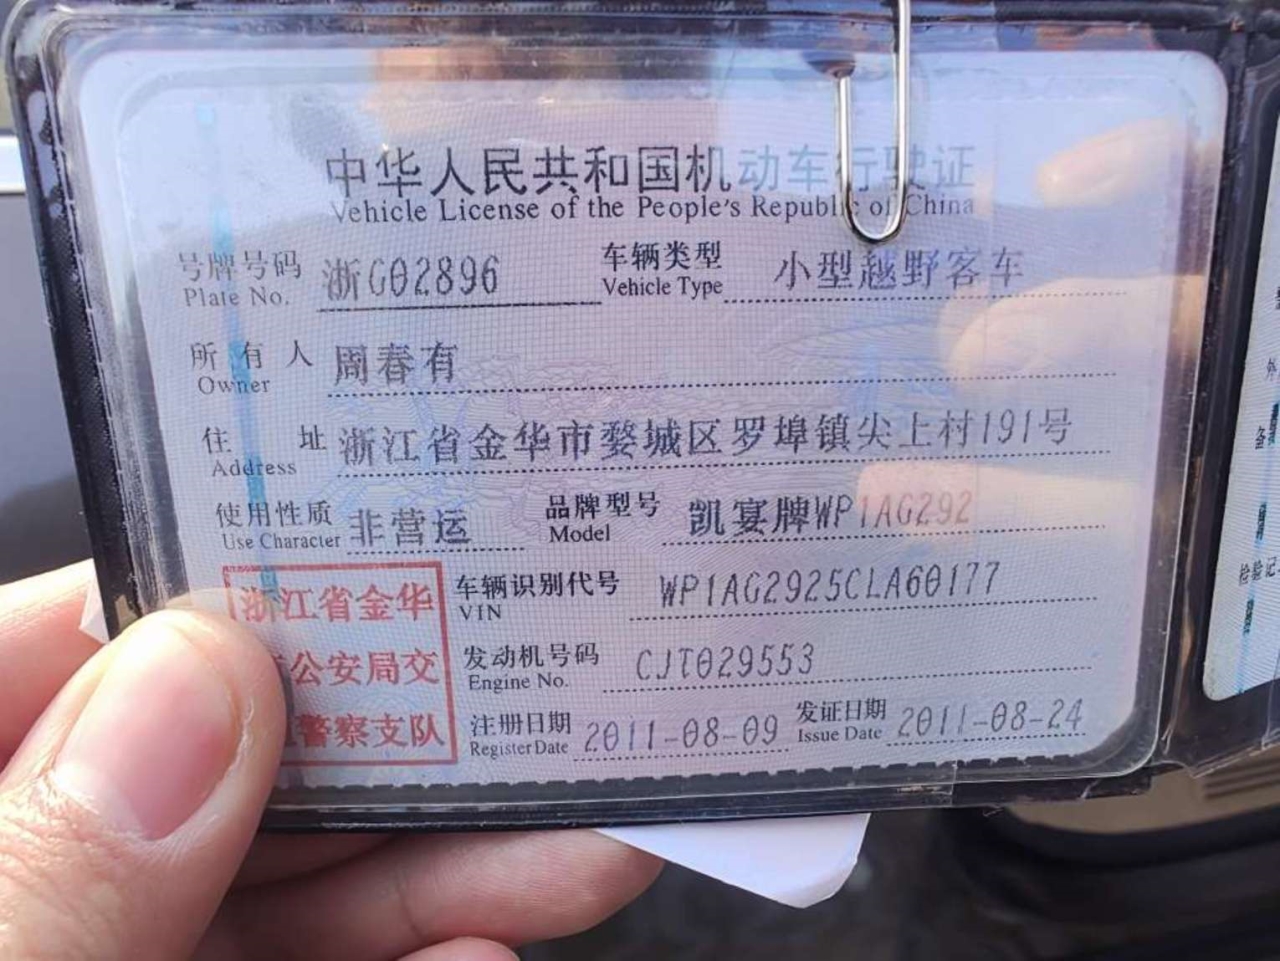 中华人民共和国机动车行驶证
Vehicle License of the People's Republic of China
号牌号码 浙G02896 车辆类型 小型越野客车
Plate No. Vehicle Type
所有人 周春有
Owner
住址 浙江省金华市婺城区罗埠镇尖上村191号
Address
使用性质 非营运 品牌型号 凯宴牌WP1AG292
Use Character Model
浙江省金华
公安局交
警察支队
车辆识别代号 WP1AG2925CLA60177
VIN
发动机号码 CJT029553
Engine No.
注册日期 2011-08-09 发证日期 2011-08-24
Register Date Issue Date
检验记